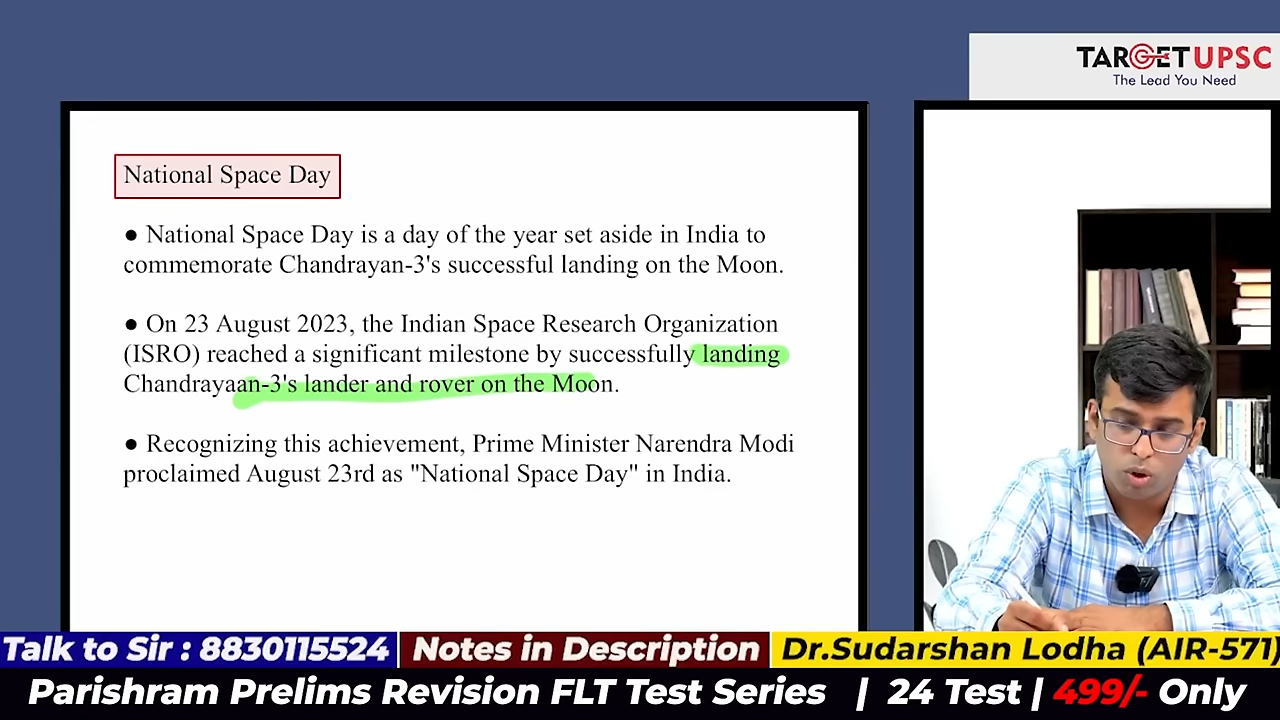 TARGET UPSC
The Lead You Need
National Space Day
● National Space Day is a day of the year set aside in India to
commemorate Chandrayan-3's successful landing on the Moon.
● On 23 August 2023, the Indian Space Research Organization
(ISRO) reached a significant milestone by successfully landing
Chandrayaan-3's lander and rover on the Moon.
● Recognizing this achievement, Prime Minister Narendra Modi
proclaimed August 23rd as "National Space Day" in India.
Talk to Sir : 8830115524 Notes in Description Dr.Sudarshan Lodha (AIR-571)
Parishram Prelims Revision FLT Test Series | 24 Test | 499/- Only